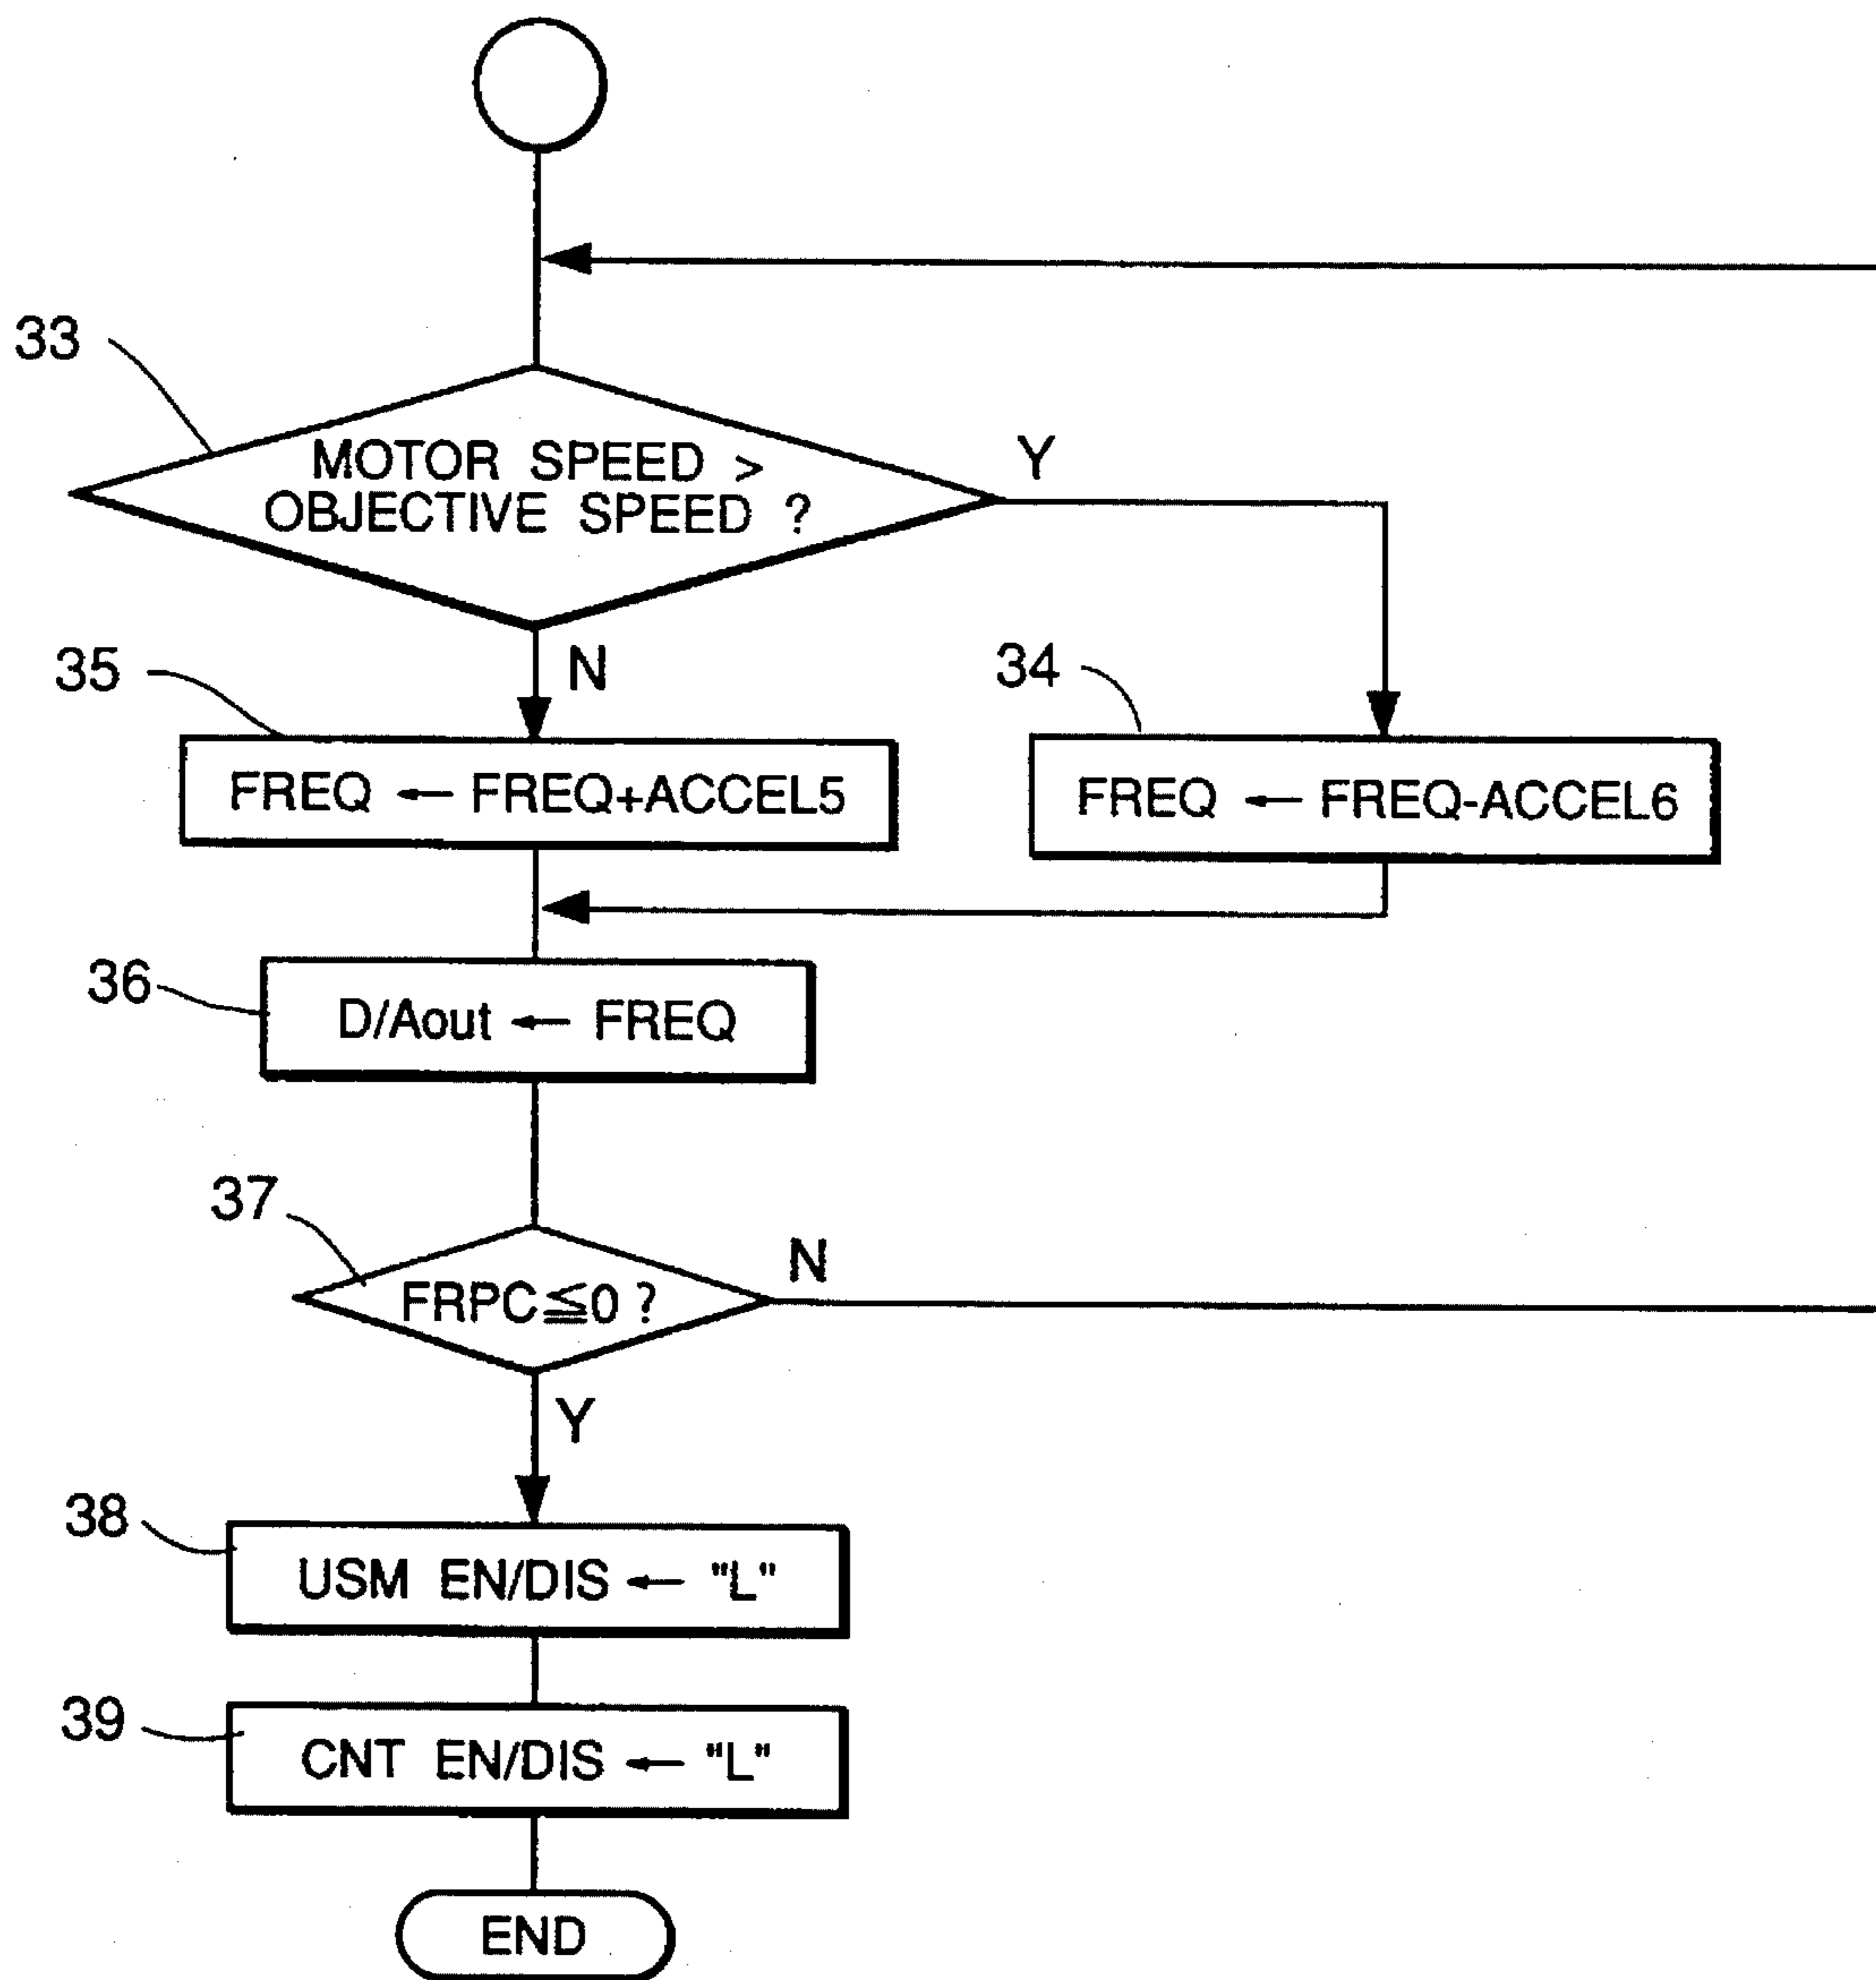 33
MOTOR SPEED >
OBJECTIVE SPEED ?
Y
N
35
34
FREQ ← FREQ+ACCEL5
FREQ ← FREQ-ACCEL6
36
D/Aout ← FREQ
37
N
FRPC≦0 ?
Y
38
USM EN/DIS ← "L"
39
CNT EN/DIS ← "L"
END